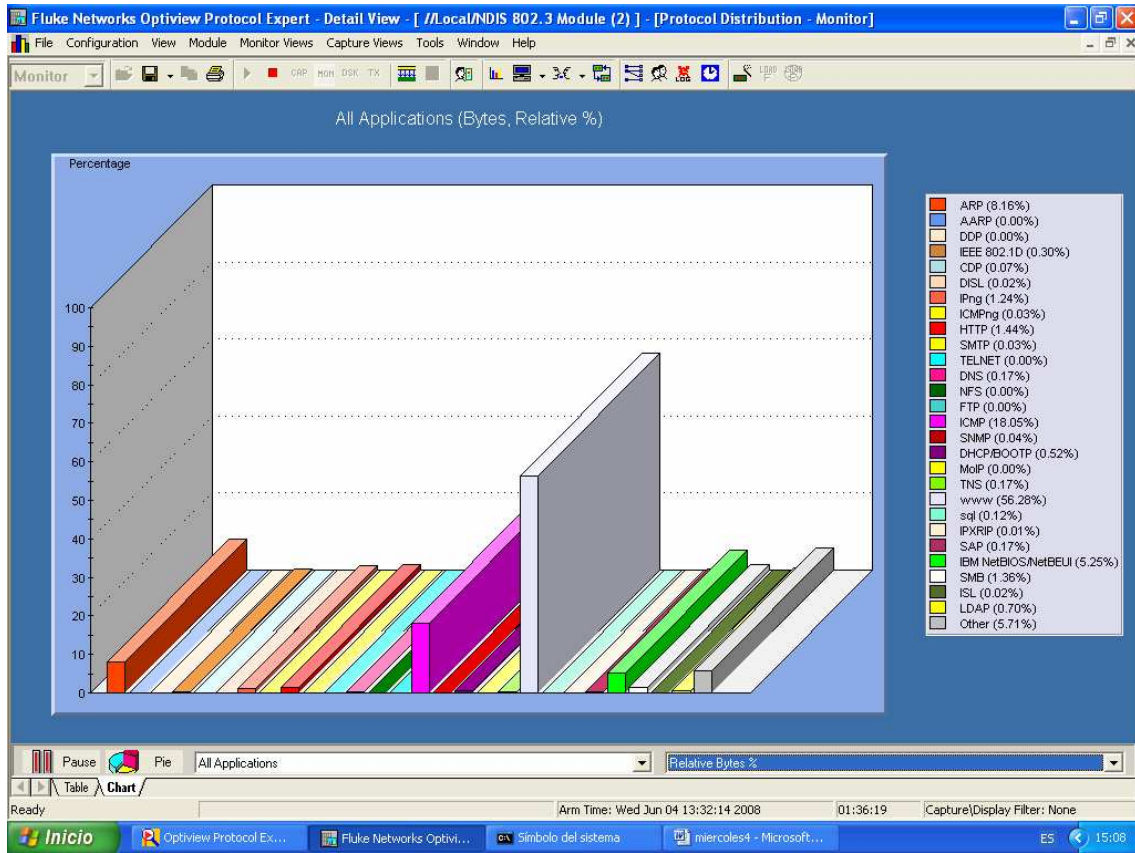 Fluke Networks Optiview Protocol Expert - Detail View - [ //Local/NDIS 802.3 Module (2) ] - [Protocol Distribution - Monitor]
File Configuration View Module Monitor Views Capture Views Tools Window Help
Monitor CAP MON DSK TX LOAD
All Applications (Bytes, Relative %)
Percentage
100
90
80
70
60
50
40
30
20
10
0
ARP (8.16%)
AARP (0.00%)
DDP (0.00%)
IEEE 802.1D (0.30%)
CDP (0.07%)
DISL (0.02%)
IPng (1.24%)
ICMPng (0.03%)
HTTP (1.44%)
SMTP (0.03%)
TELNET (0.00%)
DNS (0.17%)
NFS (0.00%)
FTP (0.00%)
ICMP (18.05%)
SNMP (0.04%)
DHCP/BOOTP (0.52%)
MoIP (0.00%)
TNS (0.17%)
www (56.28%)
sql (0.12%)
IPXRIP (0.01%)
SAP (0.17%)
IBM NetBIOS/NetBEUI (5.25%)
SMB (1.36%)
ISL (0.02%)
LDAP (0.70%)
Other (5.71%)
Pause Pie All Applications Relative Bytes %
Table Chart
Ready Arm Time: Wed Jun 04 13:32:14 2008 01:36:19 Capture\Display Filter: None
Inicio Optiview Protocol Ex... Fluke Networks Optivi... Símbolo del sistema miercoles4 - Microsoft... ES 15:08